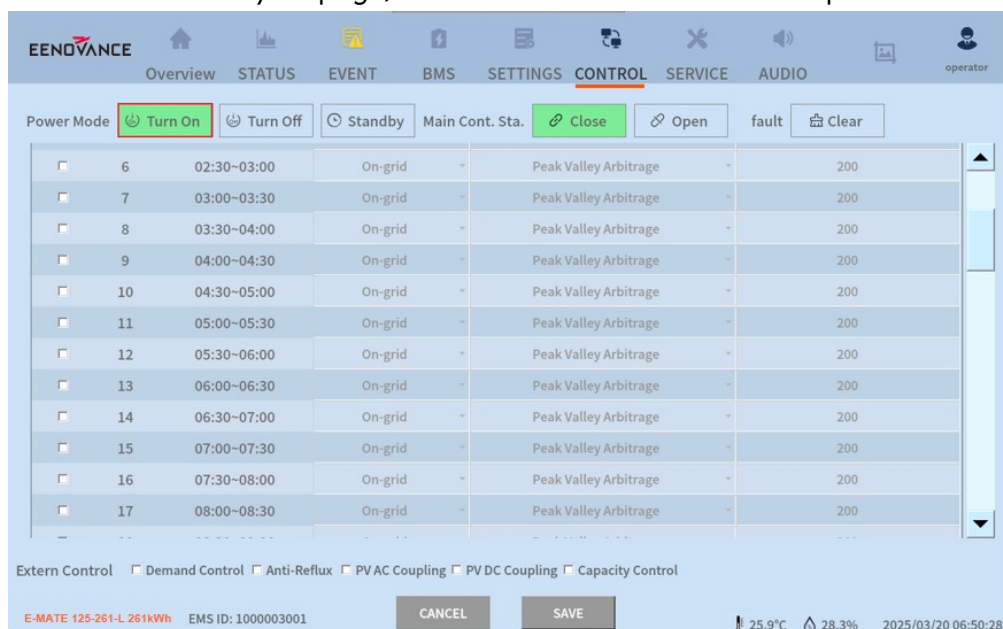 EENOVANCE
Overview STATUS EVENT BMS SETTINGS CONTROL SERVICE AUDIO operator
Power Mode Turn On Turn Off Standby Main Cont. Sta. Close Open fault Clear
6 02:30~03:00 On-grid Peak Valley Arbitrage 200
7 03:00~03:30 On-grid Peak Valley Arbitrage 200
8 03:30~04:00 On-grid Peak Valley Arbitrage 200
9 04:00~04:30 On-grid Peak Valley Arbitrage 200
10 04:30~05:00 On-grid Peak Valley Arbitrage 200
11 05:00~05:30 On-grid Peak Valley Arbitrage 200
12 05:30~06:00 On-grid Peak Valley Arbitrage 200
13 06:00~06:30 On-grid Peak Valley Arbitrage 200
14 06:30~07:00 On-grid Peak Valley Arbitrage 200
15 07:00~07:30 On-grid Peak Valley Arbitrage 200
16 07:30~08:00 On-grid Peak Valley Arbitrage 200
17 08:00~08:30 On-grid Peak Valley Arbitrage 200
Extern Control Demand Control Anti-Reflux PV AC Coupling PV DC Coupling Capacity Control
E-MATE 125-261-L 261kWh EMS ID: 1000003001 CANCEL SAVE 25.9°C 28.3% 2025/03/20 06:50:28